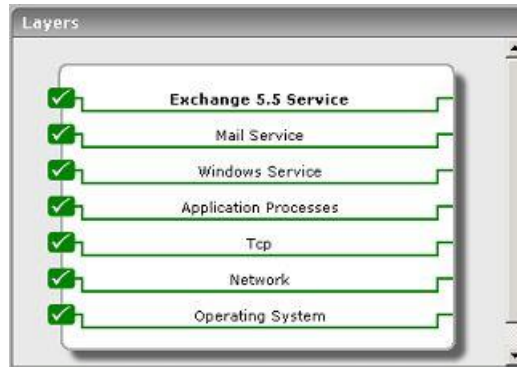 Layers
Exchange 5.5 Service
Mail Service
Windows Service
Application Processes
Tcp
Network
Operating System